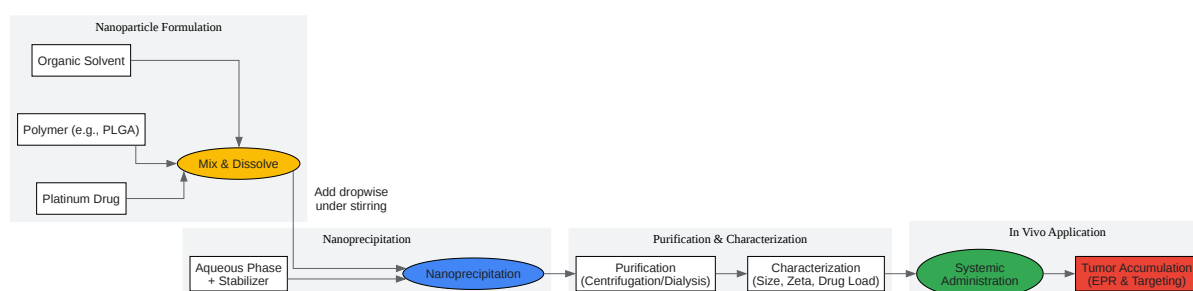 Nanoparticle Formulation
Organic Solvent
Polymer (e.g., PLGA)
Mix & Dissolve
Platinum Drug
Add dropwise
under stirring
Nanoprecipitation
Aqueous Phase
+ Stabilizer
Nanoprecipitation
Purification & Characterization
Purification
(Centrifugation/Dialysis)
Characterization
(Size, Zeta, Drug Load)
In Vivo Application
Systemic
Administration
Tumor Accumulation
(EPR & Targeting)